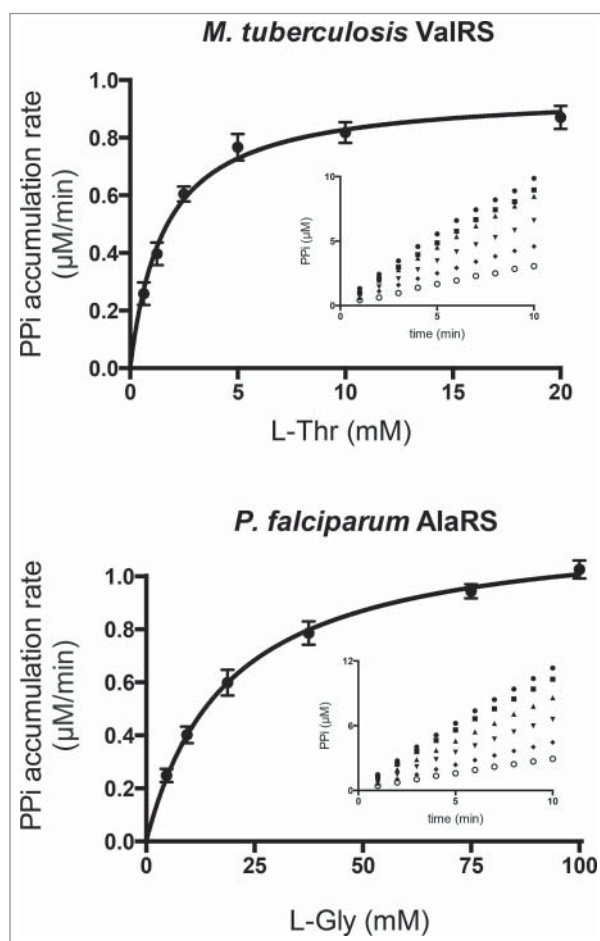 M. tuberculosis ValRS
PPi accumulation rate
(µM/min)
1.0
0.8
0.6
0.4
0.2
0.0
0
5
10
15
20
L-Thr (mM)
PPi (µM)
10
5
0
0
5
10
time (min)
P. falciparum AlaRS
PPi accumulation rate
(µM/min)
1.0
0.8
0.6
0.4
0.2
0.0
0
25
50
75
100
L-Gly (mM)
PPi (µM)
12
6
0
0
5
10
time (min)